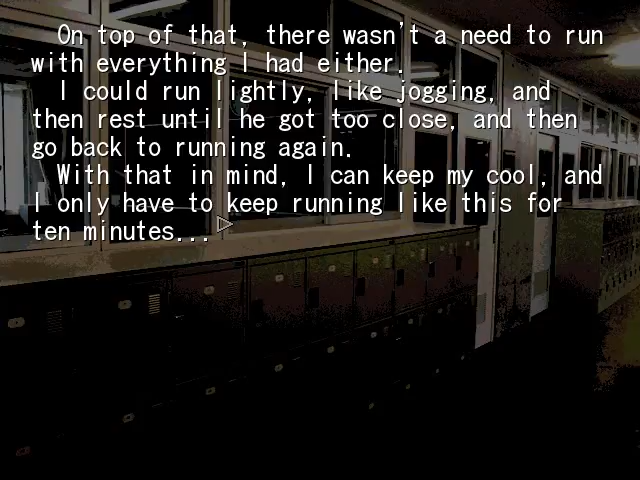 On top of that, there wasn't a need to run
with everything I had either.
I could run lightly, like jogging, and
then rest until he got too close, and then
go back to running again.
With that in mind, I can keep my cool, and
I only have to keep running like this for
ten minutes...